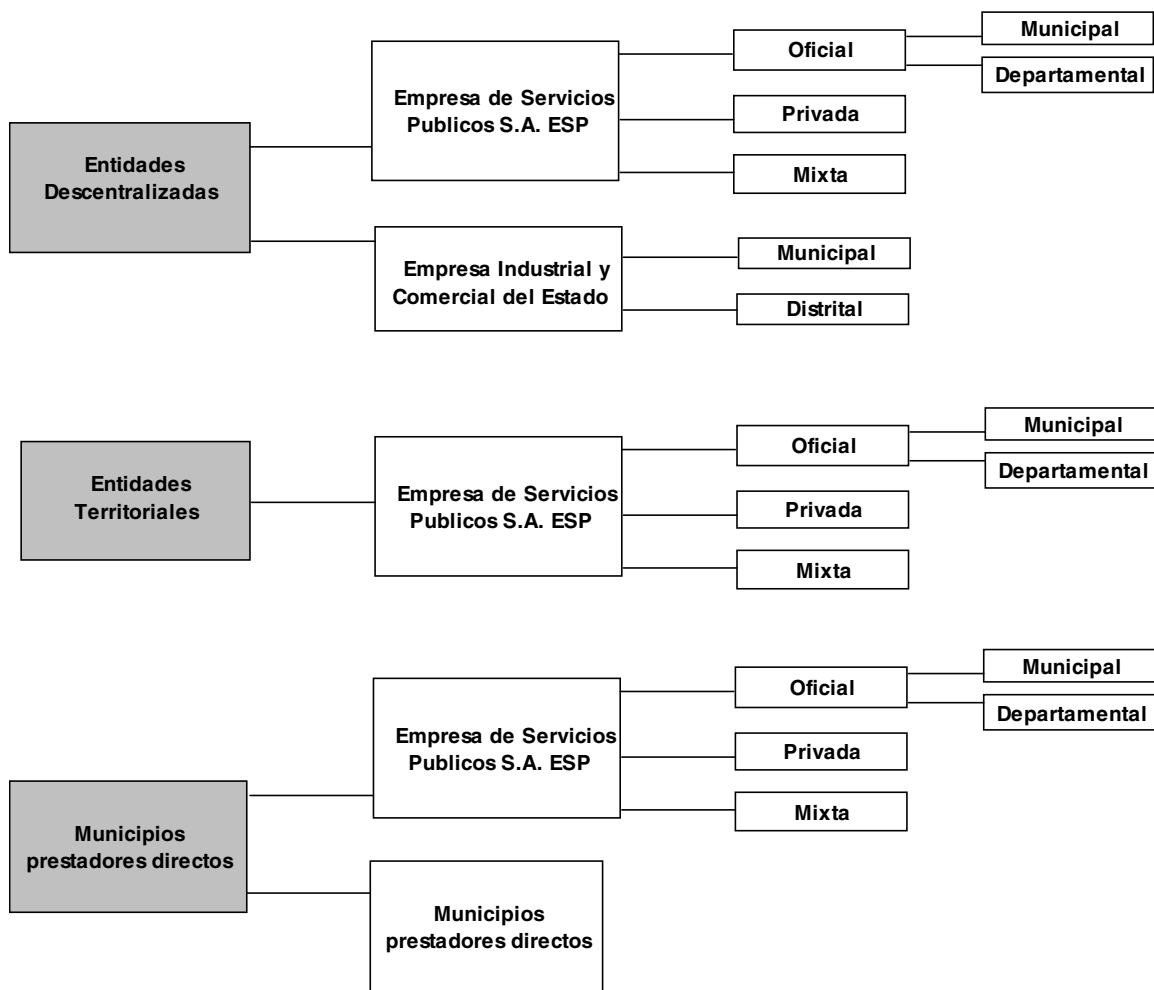 Entidades
Descentralizadas
Empresa de Servicios
Publicos S.A. ESP
Oficial
Municipal
Departamental
Privada
Mixta
Empresa Industrial y
Comercial del Estado
Municipal
Distrital
Entidades
Territoriales
Empresa de Servicios
Publicos S.A. ESP
Oficial
Municipal
Departamental
Privada
Mixta
Municipios
prestadores directos
Empresa de Servicios
Publicos S.A. ESP
Oficial
Municipal
Departamental
Privada
Mixta
Municipios
prestadores directos